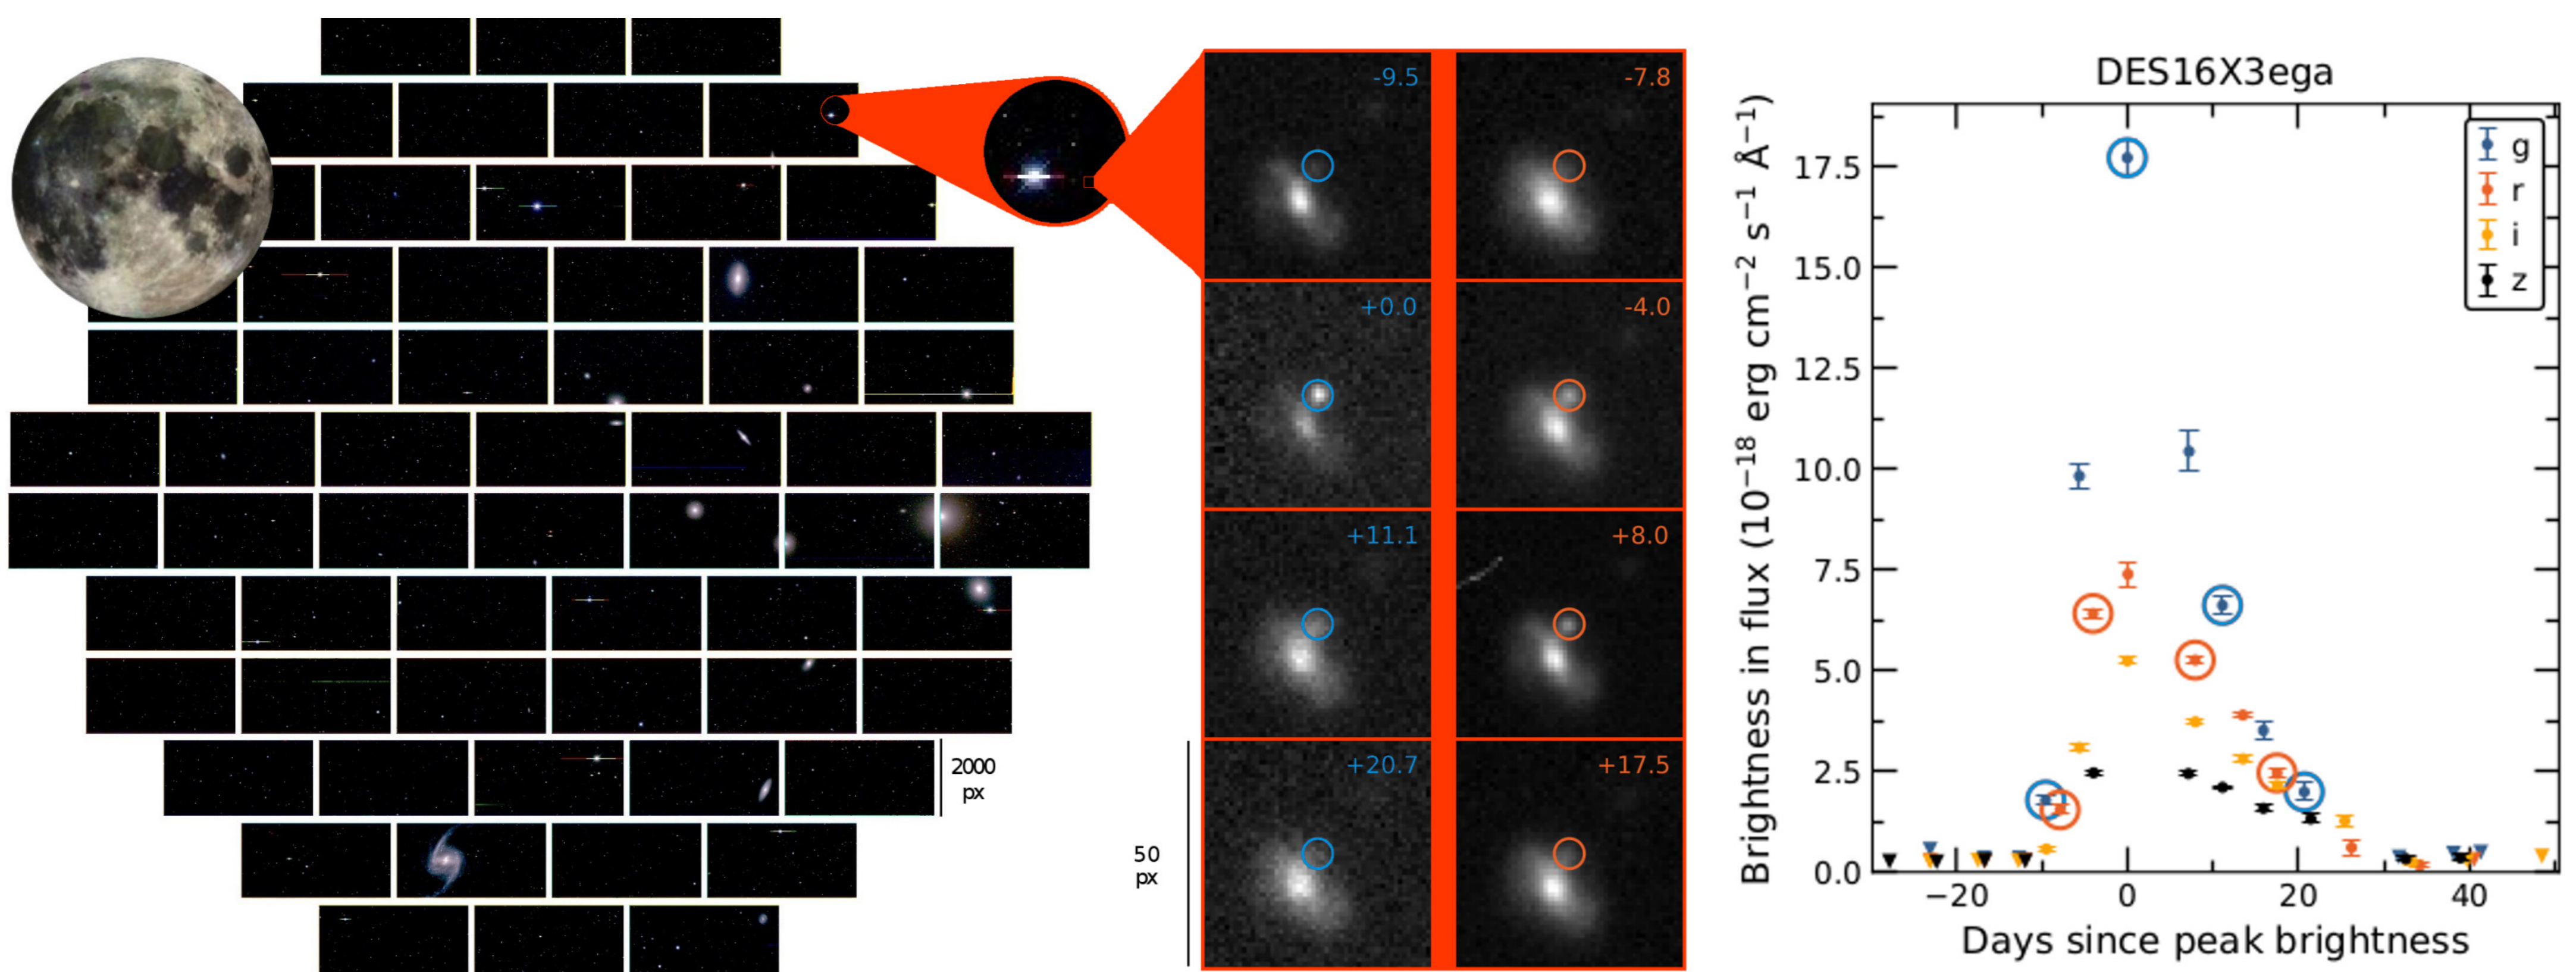 2000
px
50
px
-9.5
-7.8
+0.0
-4.0
+11.1
+8.0
+20.7
+17.5
DES16X3ega
Brightness in flux (10⁻¹⁸ erg cm⁻² s⁻¹ Å⁻¹)
17.5
15.0
12.5
10.0
7.5
5.0
2.5
0.0
g
r
i
z
−20
0
20
40
Days since peak brightness